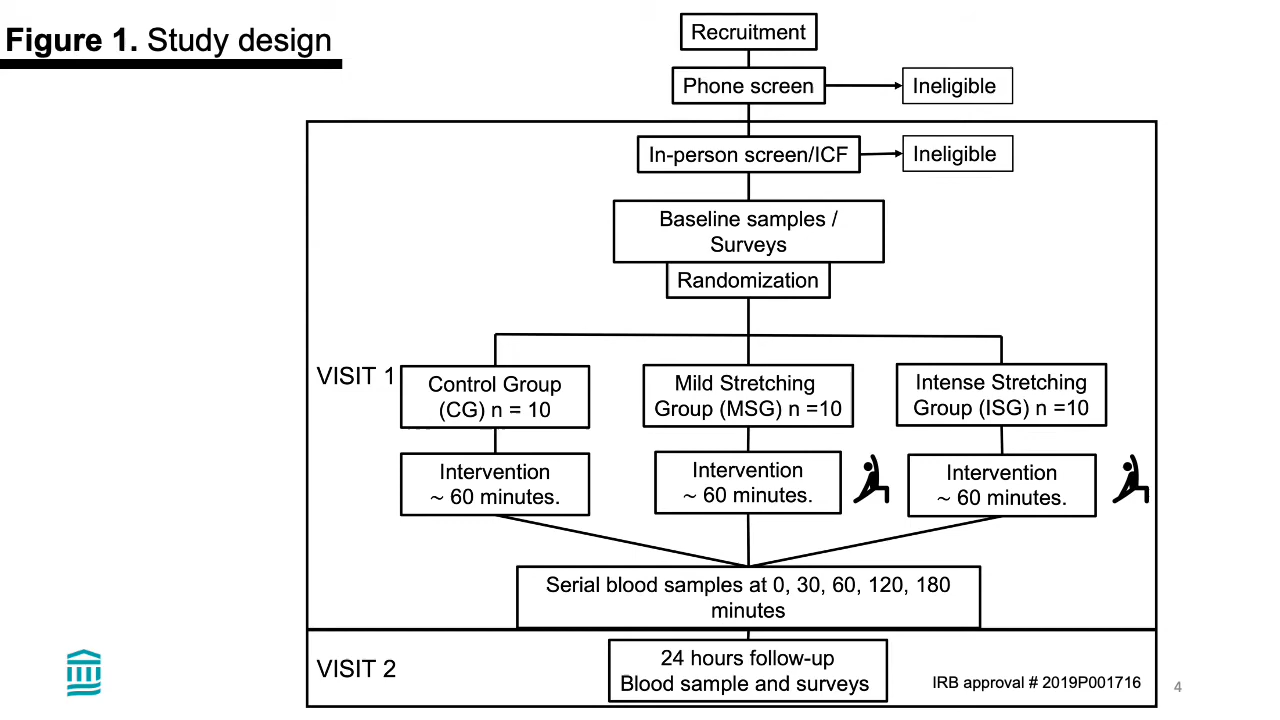 Figure 1. Study design
Recruitment
Phone screen
Ineligible
In-person screen/ICF
Ineligible
Baseline samples /
Surveys
Randomization
VISIT 1
Control Group
(CG) n = 10
Mild Stretching
Group (MSG) n =10
Intense Stretching
Group (ISG) n =10
Intervention
~ 60 minutes.
Intervention
~ 60 minutes.
Intervention
~ 60 minutes.
Serial blood samples at 0, 30, 60, 120, 180
minutes
VISIT 2
24 hours follow-up
Blood sample and surveys
IRB approval # 2019P001716
4